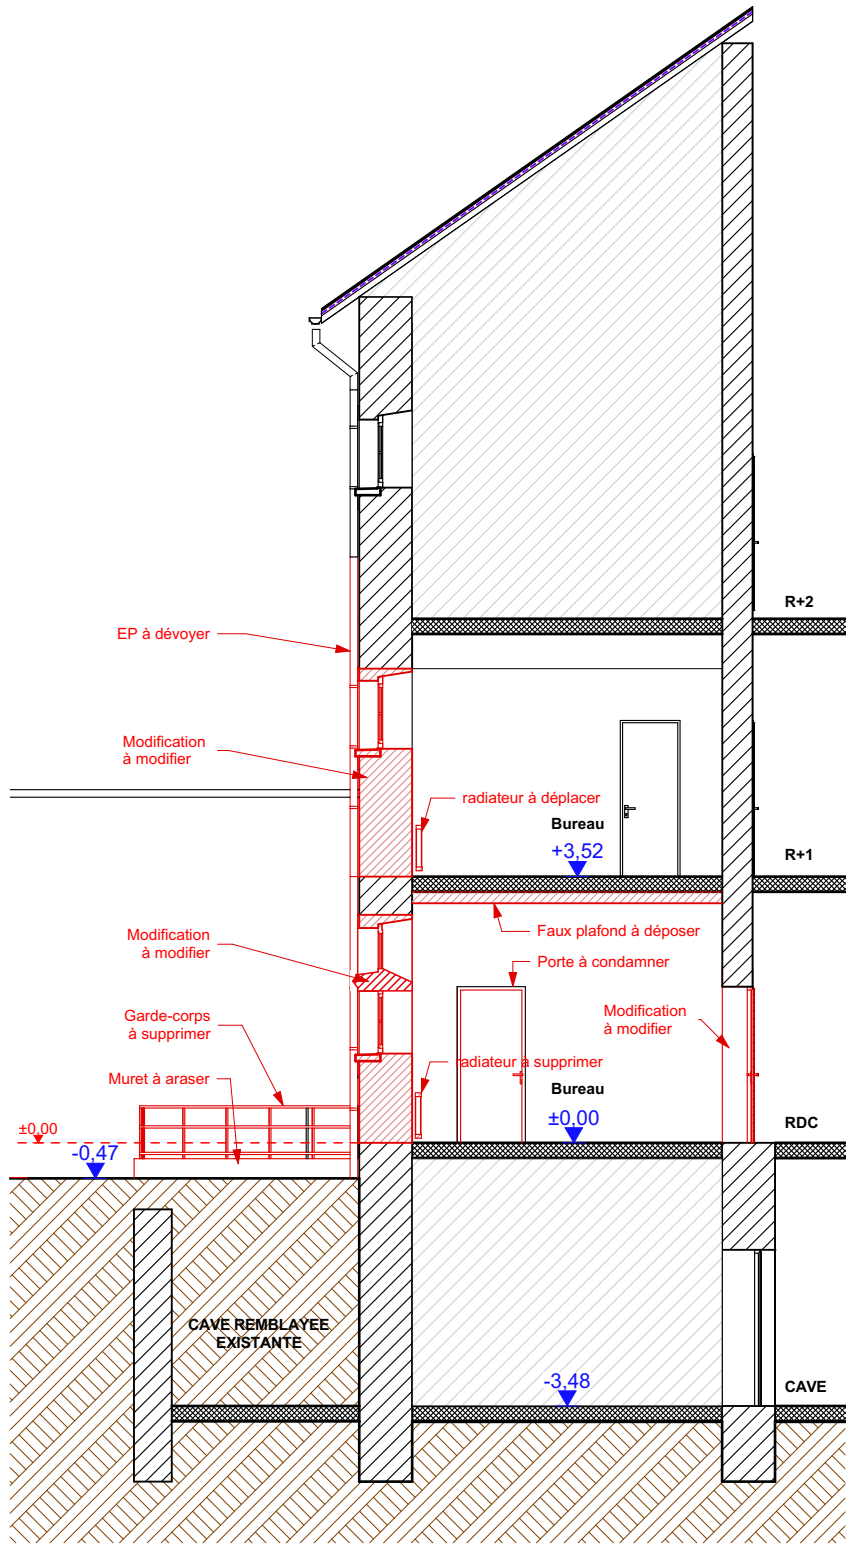 R+2
EP à dévoyer
Modification
à modifier
radiateur à déplacer
Bureau
+3,52
R+1
Faux plafond à déposer
Modification
à modifier
Porte à condamner
Garde-corps
à supprimer
Modification
à modifier
radiateur à supprimer
Muret à araser
Bureau
±0,00
±0,00
RDC
-0,47
CAVE REMBLAYEE
EXISTANTE
-3,48
CAVE